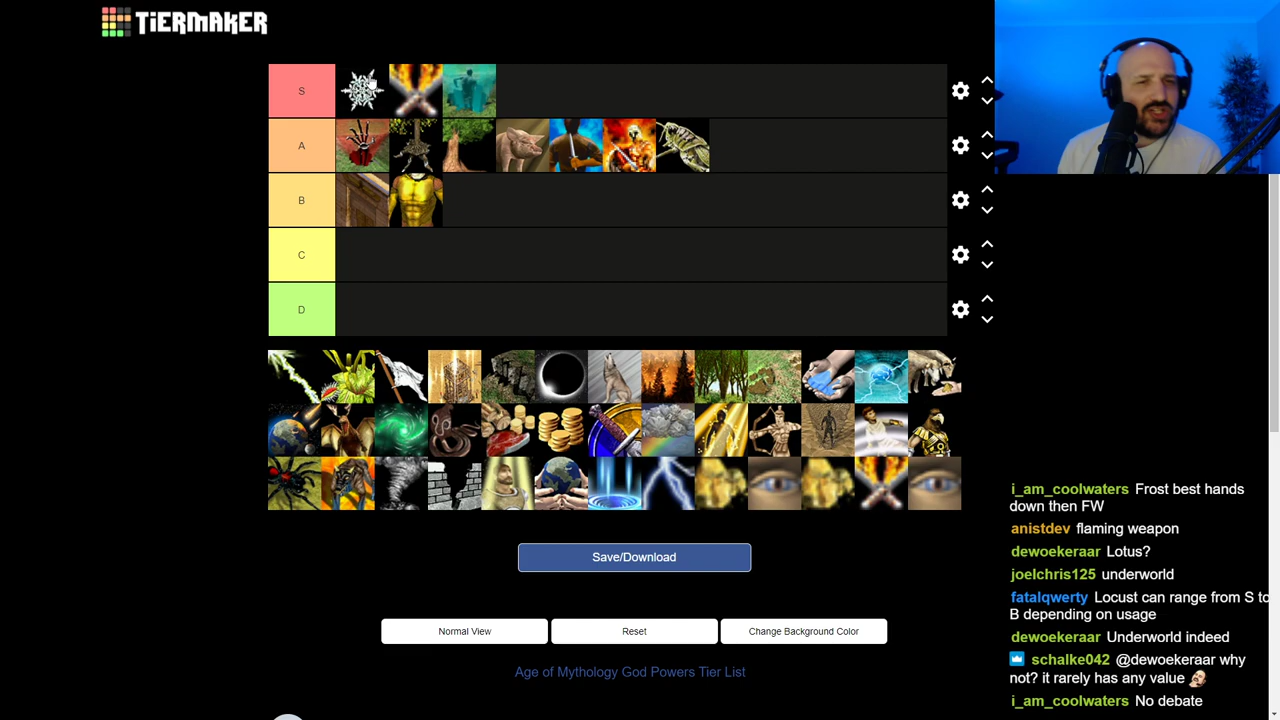 TiERMAKER
S
A
B
C
D
Save/Download
Normal View
Reset
Change Background Color
Age of Mythology God Powers Tier List
i_am_coolwaters Frost best hands
down then FW
anistdev flaming weapon
dewoekeraar Lotus?
joelchris125 underworld
fatalqwerty Locust can range from S to
B depending on usage
dewoekeraar Underworld indeed
schalke042 @dewoekeraar why
not? it rarely has any value
i_am_coolwaters No debate